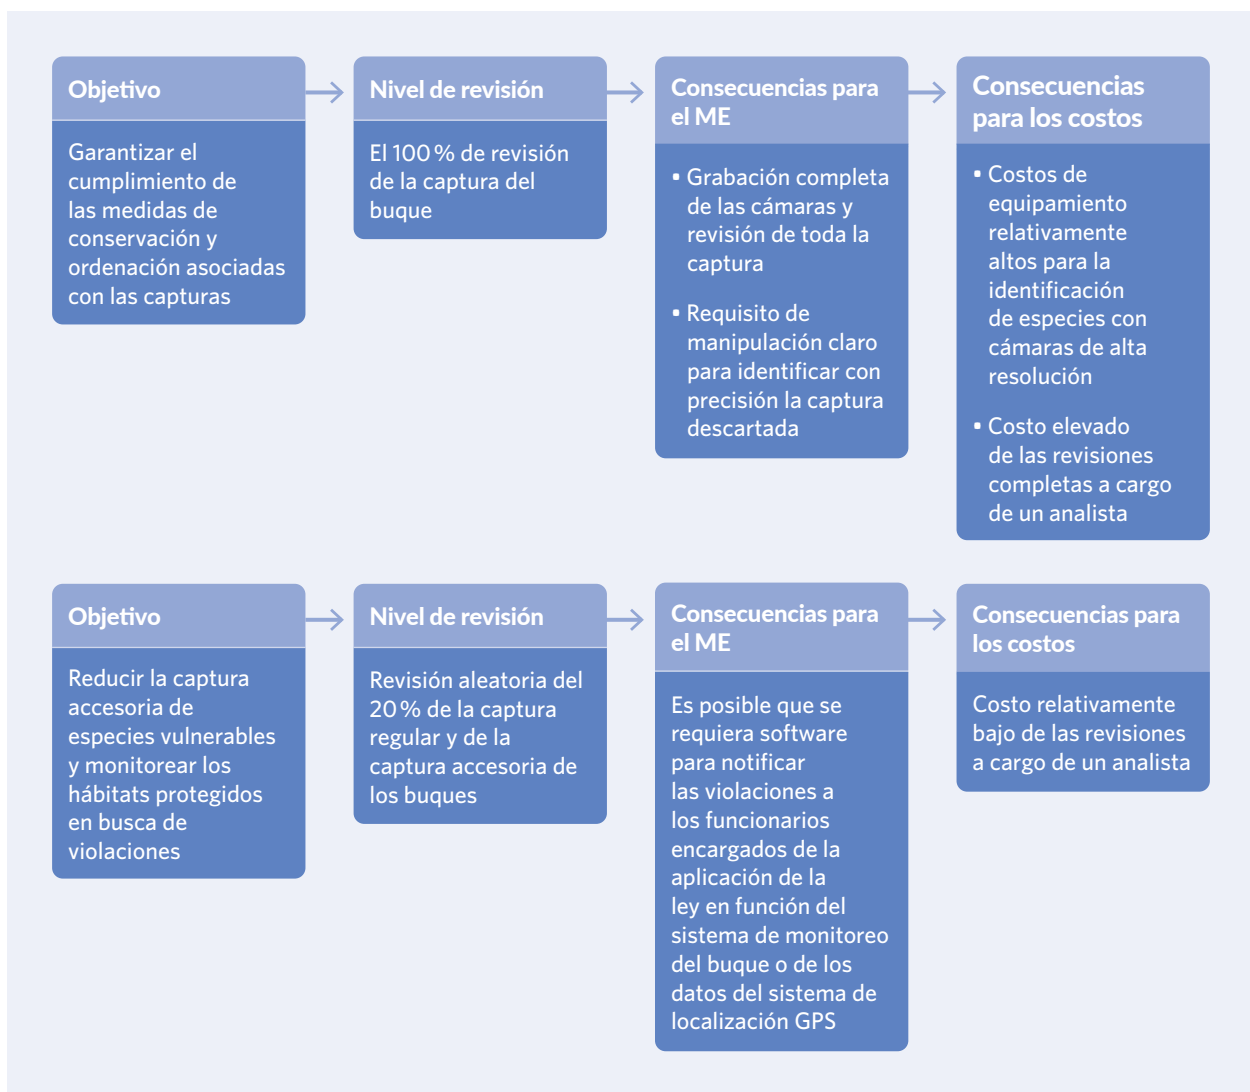 Objetivo
Garantizar el
cumplimiento de
las medidas de
conservación y
ordenación asociadas
con las capturas
Nivel de revisión
El 100 % de revisión
de la captura del
buque
Consecuencias para
el ME
▪ Grabación completa
de las cámaras y
revisión de toda la
captura
▪ Requisito de
manipulación claro
para identificar con
precisión la captura
descartada
Consecuencias
para los costos
▪ Costos de
equipamiento
relativamente
altos para la
identificación
de especies con
cámaras de alta
resolución
▪ Costo elevado
de las revisiones
completas a cargo
de un analista
Objetivo
Reducir la captura
accesoria de
especies vulnerables
y monitorear los
hábitats protegidos
en busca de
violaciones
Nivel de revisión
Revisión aleatoria del
20 % de la captura
regular y de la
captura accesoria de
los buques
Consecuencias para
el ME
Es posible que se
requiera software
para notificar
las violaciones a
los funcionarios
encargados de la
aplicación de la
ley en función del
sistema de monitoreo
del buque o de los
datos del sistema de
localización GPS
Consecuencias para
los costos
Costo relativamente
bajo de las revisiones
a cargo de un analista